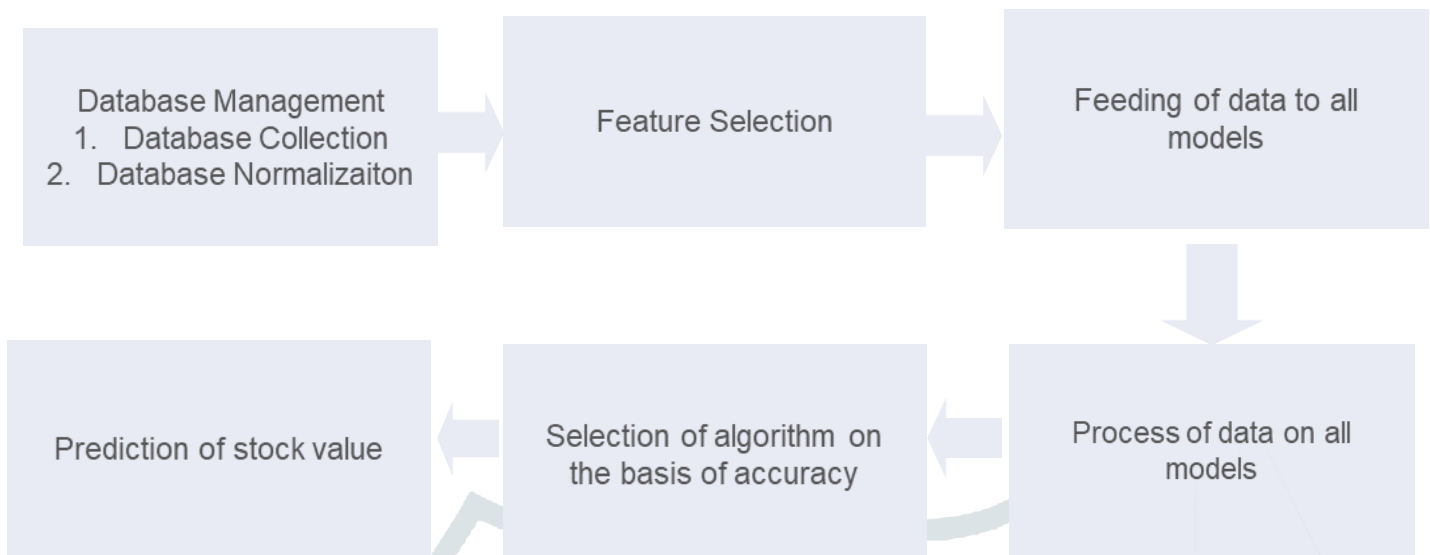 Database Management
1. Database Collection
2. Database Normalizaiton
Feature Selection
Feeding of data to all
models
Process of data on all
models
Selection of algorithm on
the basis of accuracy
Prediction of stock value